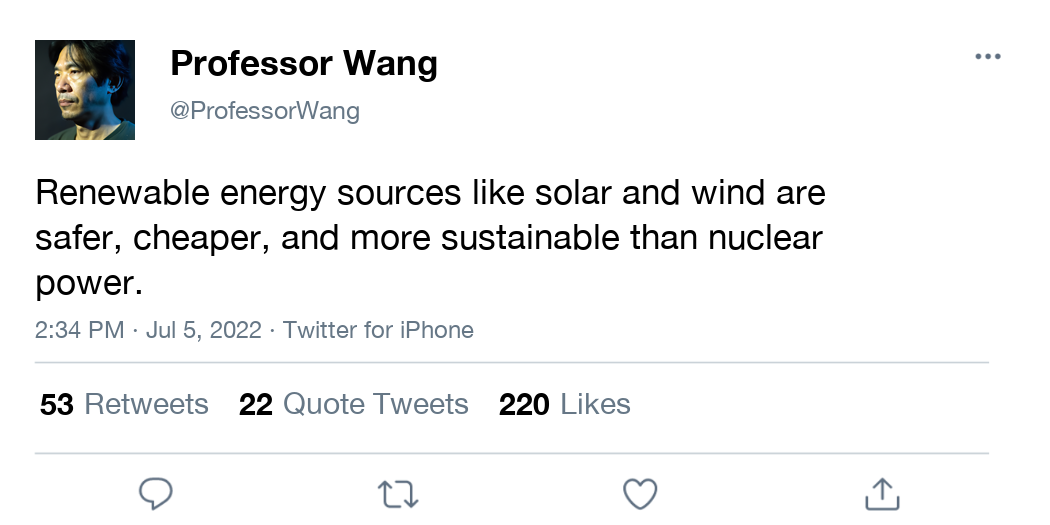 Professor Wang
@ProfessorWang
Renewable energy sources like solar and wind are
safer, cheaper, and more sustainable than nuclear
power.
2:34 PM · Jul 5, 2022 · Twitter for iPhone
53 Retweets 22 Quote Tweets 220 Likes